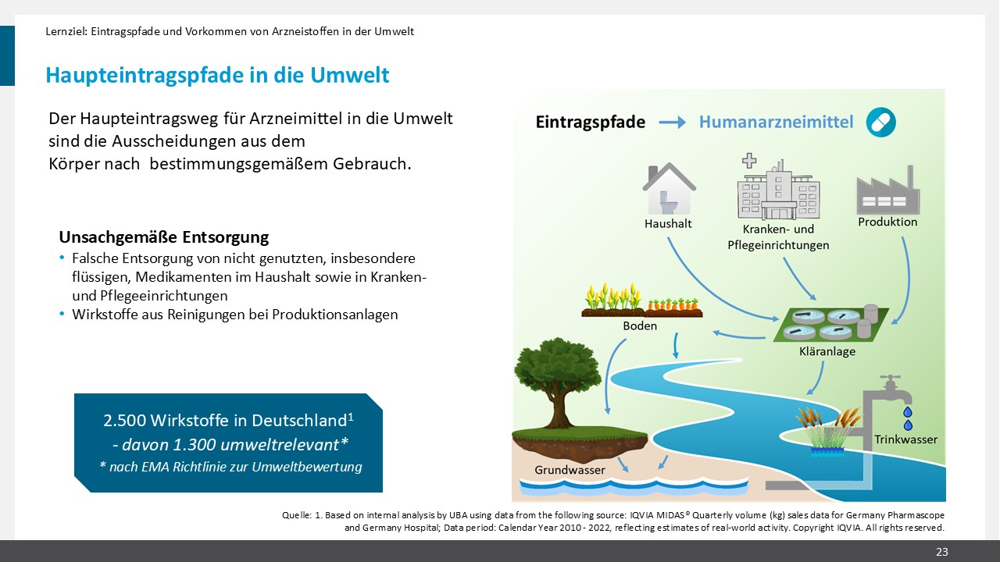 Lernziel: Eintragspfade und Vorkommen von Arzneistoffen in der Umwelt
Haupteintragspfade in die Umwelt
Der Haupteintragsweg für Arzneimittel in die Umwelt
sind die Ausscheidungen aus dem
Körper nach bestimmungsgemäßem Gebrauch.
Unsachgemäße Entsorgung
• Falsche Entsorgung von nicht genutzten, insbesondere
flüssigen, Medikamenten im Haushalt sowie in Kranken-
und Pflegeeinrichtungen
• Wirkstoffe aus Reinigungen bei Produktionsanlagen
2.500 Wirkstoffe in Deutschland¹
- davon 1.300 umweltrelevant*
* nach EMA Richtlinie zur Umweltbewertung
Eintragspfade → Humanarzneimittel
Haushalt
Kranken- und
Pflegeinrichtungen
Produktion
Boden
Kläranlage
Trinkwasser
Grundwasser
Quelle: 1. Based on internal analysis by UBA using data from the following source: IQVIA MIDAS® Quarterly volume (kg) sales data for Germany Pharmascope
and Germany Hospital; Data period: Calendar Year 2010 - 2022, reflecting estimates of real-world activity. Copyright IQVIA. All rights reserved.
23